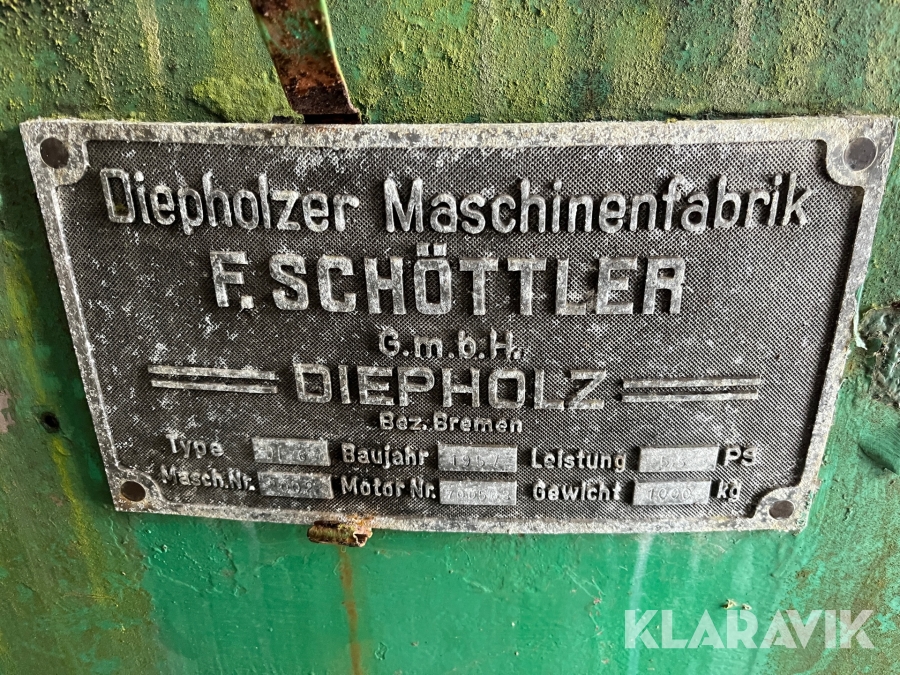 Diepholzer Maschinenfabrik
F. SCHÖTTLER
G.m.b.H.
DIEPHOLZ
Bez. Bremen
Type Baujahr Leistung PS
Masch.Nr. Motor Nr. Gewicht kg
KLARAVIK